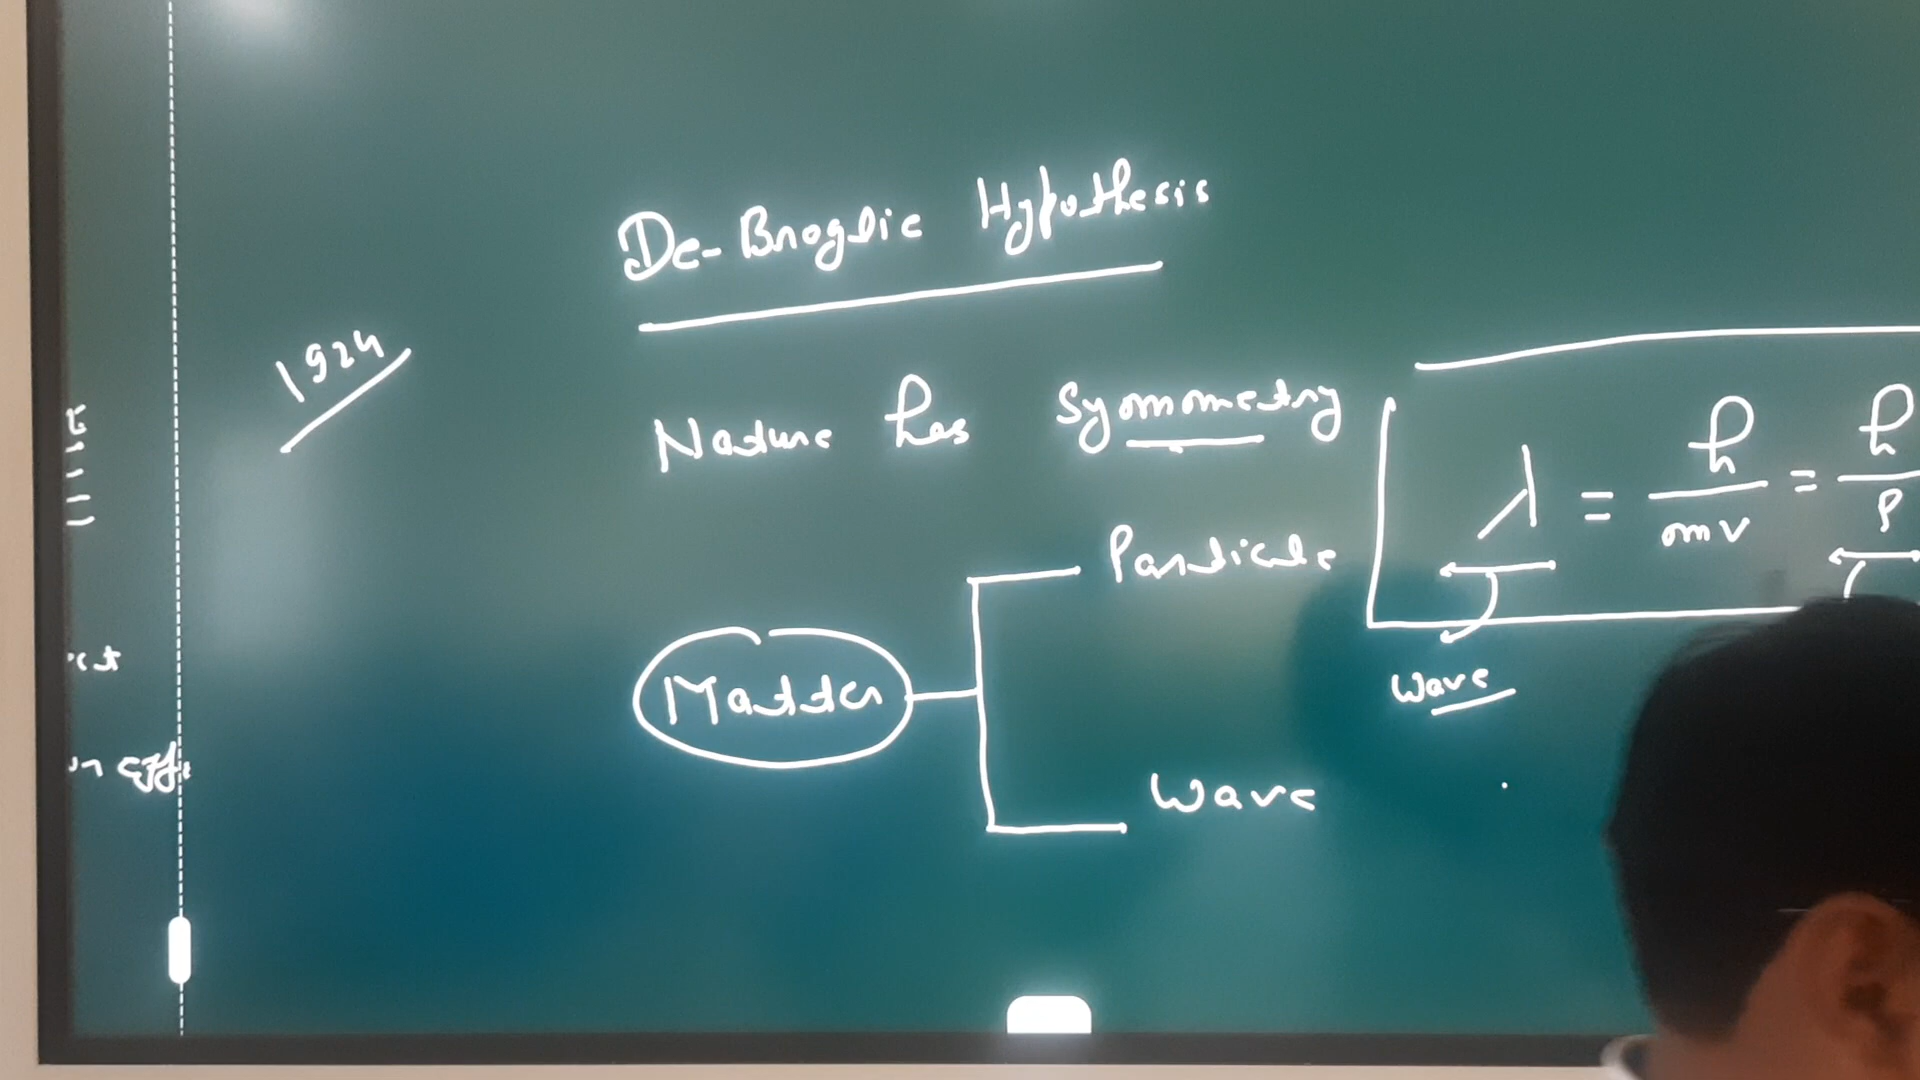 De-Broglie Hypothesis
1924
Nature has Symmetry
λ = h/mv = h/p
Particle
Matter
Wave
Wave